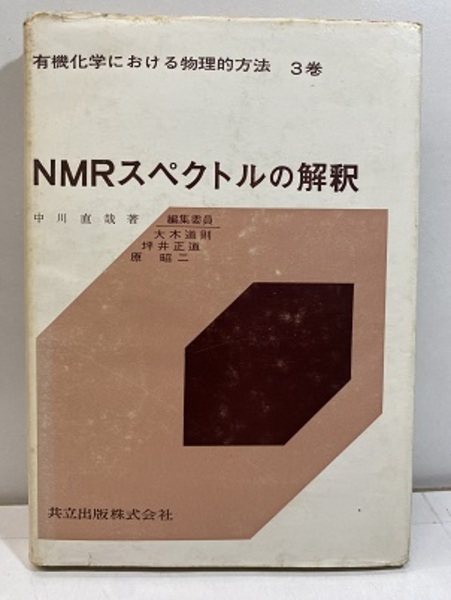 有機化学における物理的方法 3巻
NMRスペクトルの解釈
中川直哉著 編集委員
大木道則
坪井正道
原 昭二
共立出版株式会社